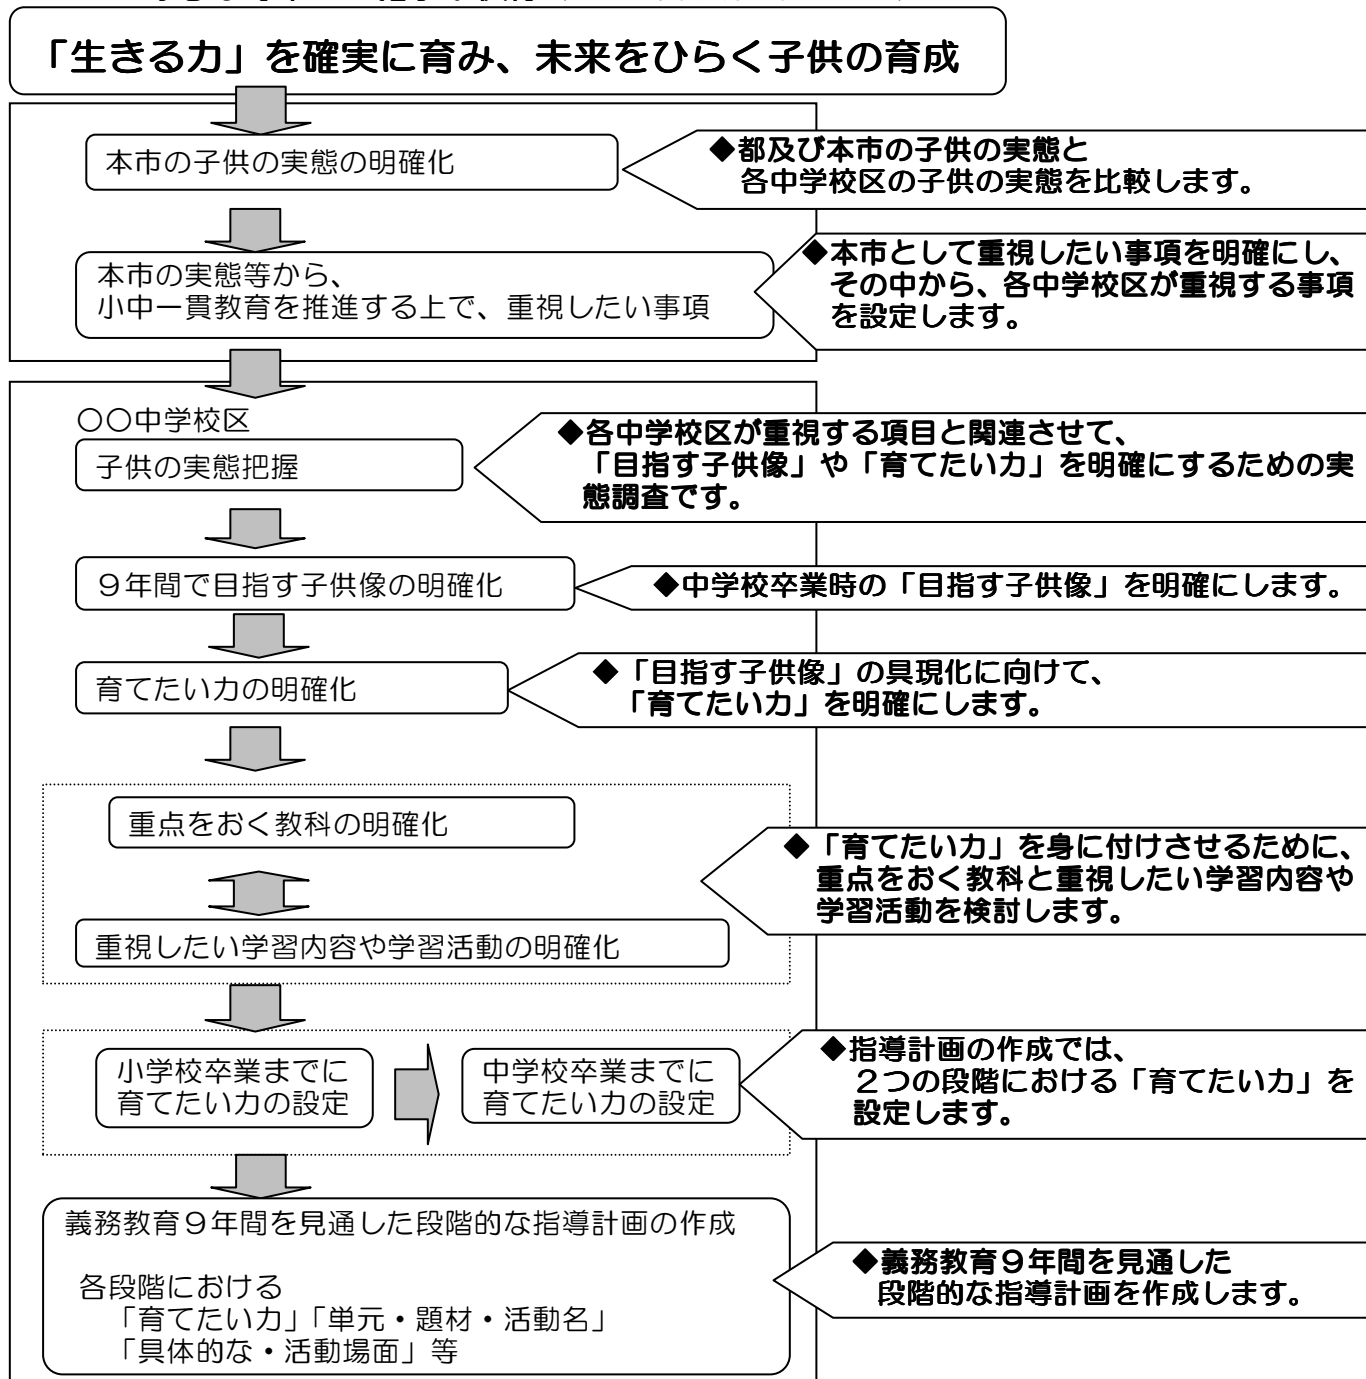 「生きる力」を確実に育み、未来をひらく子供の育成
本市の子供の実態の明確化
◆都及び本市の子供の実態と
各中学校区の子供の実態を比較します。
本市の実態等から、
小中一貫教育を推進する上で、重視したい事項
◆本市として重視したい事項を明確にし、
その中から、各中学校区が重視する事項
を設定します。
〇〇中学校区
子供の実態把握
◆各中学校区が重視する項目と関連させて、
「目指す子供像」や「育てたい力」を明確にするための実
態調査です。
９年間で目指す子供像の明確化
◆中学校卒業時の「目指す子供像」を明確にします。
育てたい力の明確化
◆「目指す子供像」の具現化に向けて、
「育てたい力」を明確にします。
重点をおく教科の明確化
重視したい学習内容や学習活動の明確化
◆「育てたい力」を身に付けさせるために、
重点をおく教科と重視したい学習内容や
学習活動を検討します。
小学校卒業までに
育てたい力の設定
中学校卒業までに
育てたい力の設定
◆指導計画の作成では、
２つの段階における「育てたい力」を
設定します。
義務教育９年間を見通した段階的な指導計画の作成
各段階における
「育てたい力」「単元・題材・活動名」
「具体的な・活動場面」等
◆義務教育９年間を見通した
段階的な指導計画を作成します。